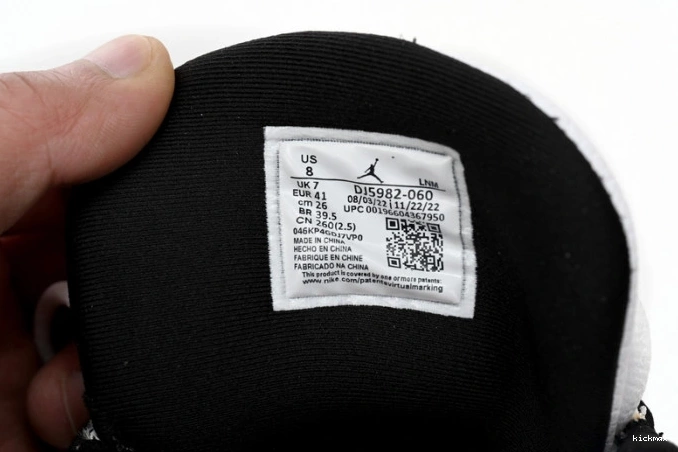 US
8
LNM
UK 7
EUR 41
cm 26
BR 39.5
CN 260(2.5)
DJ5982-060
08/03/22 | 11/22/22
UPC 00196604367950
MADE IN CHINA
HECHO EN CHINA
FABRIQUE EN CHINE
FABRICADO NA CHINA
This product is covered by one or more patents:
www.nike.com/patentsvirtualmarking
kickmax